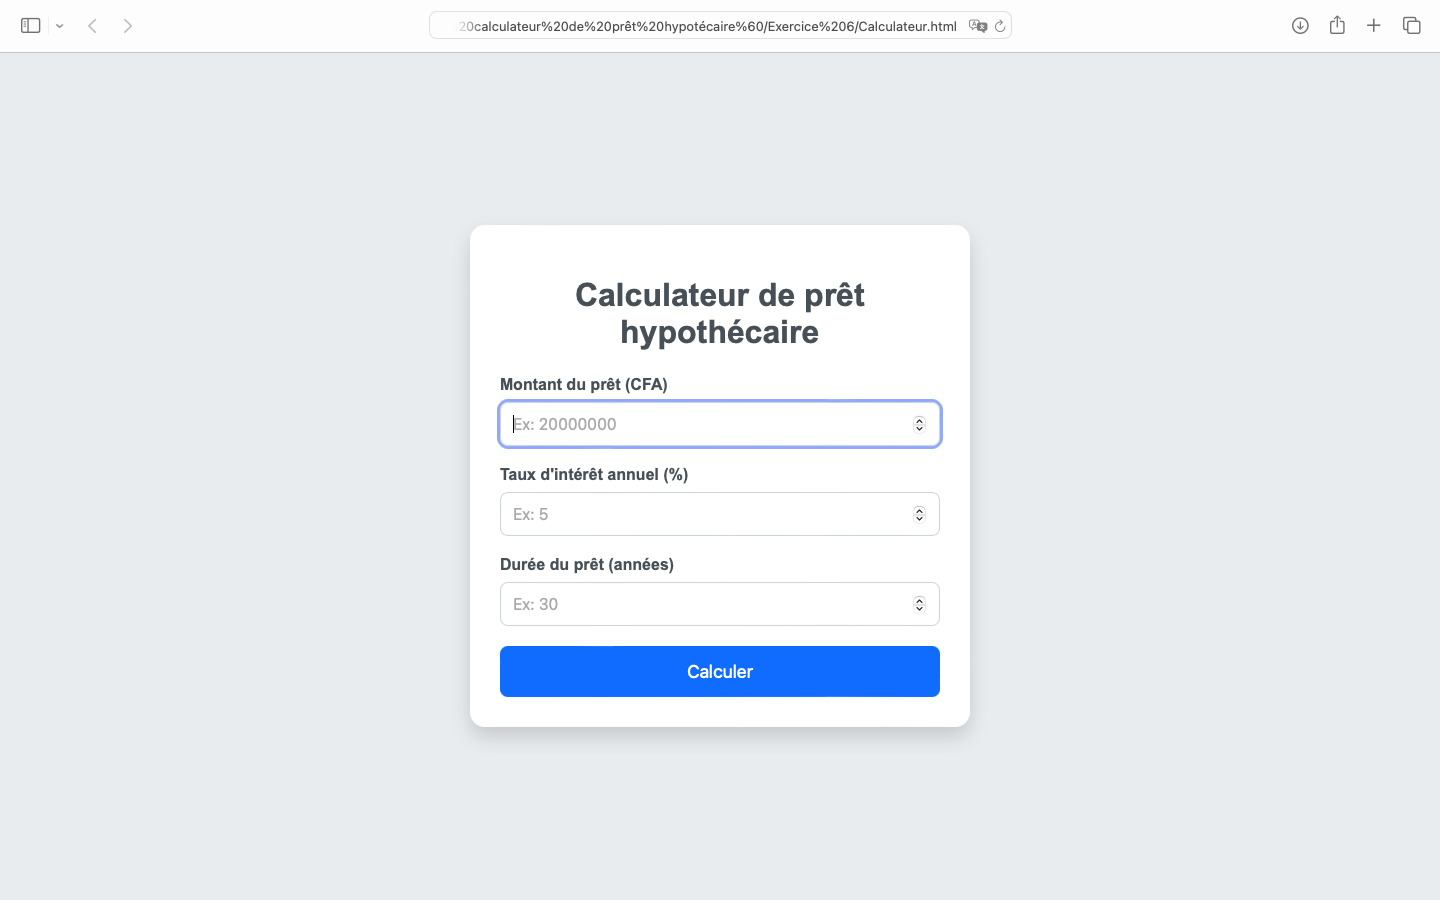 20calculateur%20de%20prêt%20hypotécaire%60/Exercice%206/Calculateur.html
Calculateur de prêt
hypothécaire
Montant du prêt (CFA)
Ex: 20000000
Taux d'intérêt annuel (%)
Ex: 5
Durée du prêt (années)
Ex: 30
Calculer